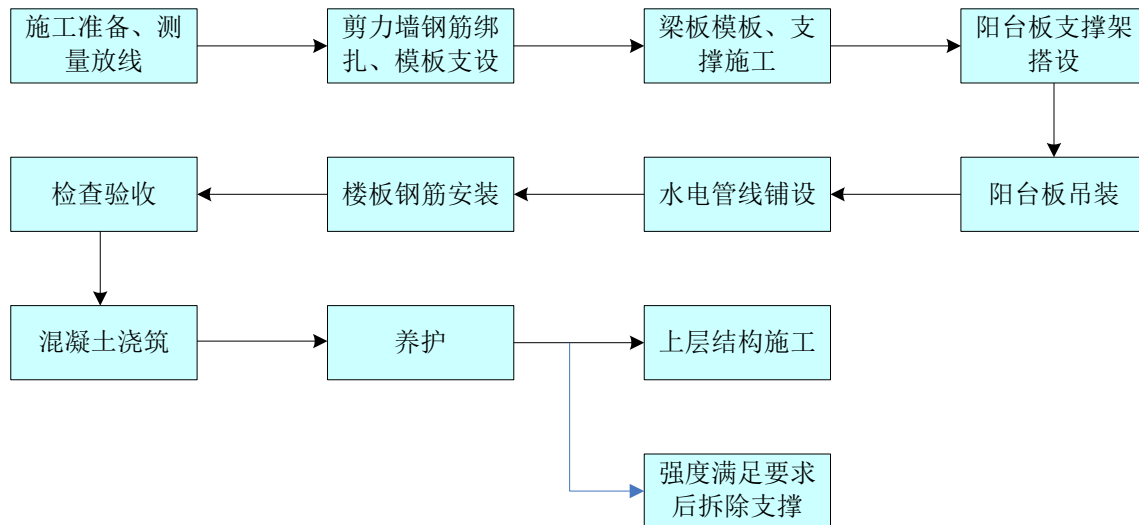 施工准备、测
量放线
剪力墙钢筋绑
扎、模板支设
梁板模板、支
撑施工
阳台板支撑架
搭设
阳台板吊装
水电管线铺设
楼板钢筋安装
检查验收
混凝土浇筑
养护
上层结构施工
强度满足要求
后拆除支撑